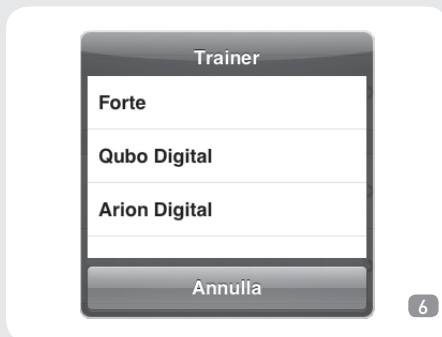 Trainer
Forte
Qubo Digital
Arion Digital
Annulla
6